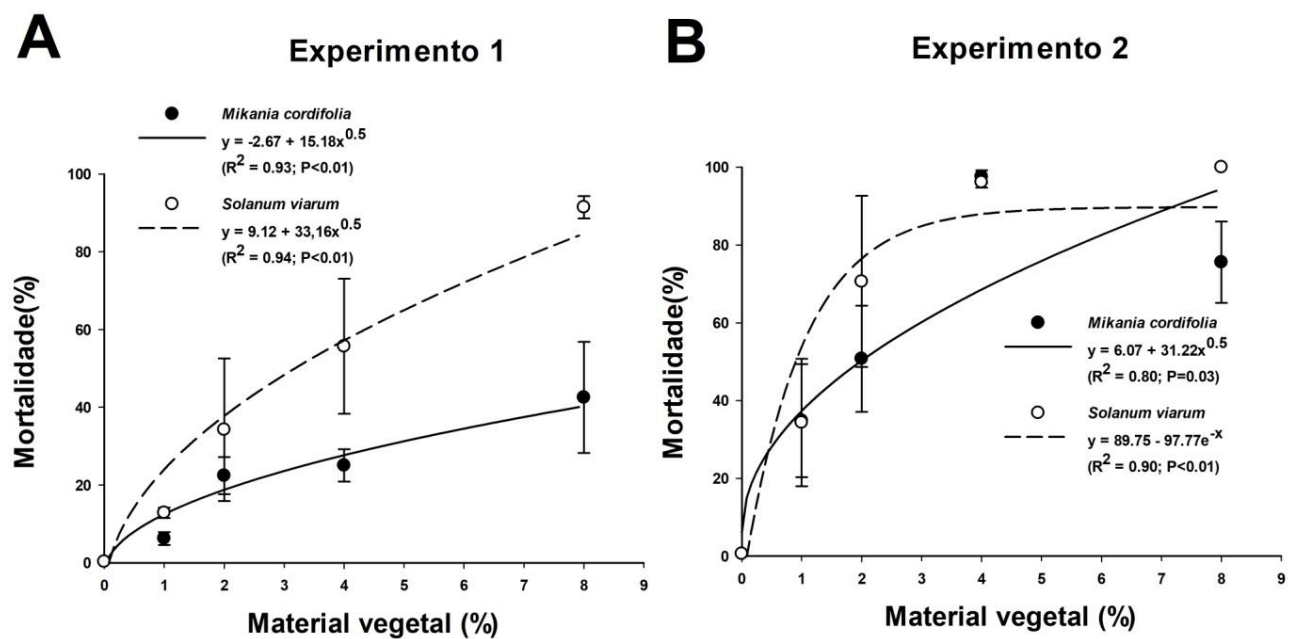 A
Experimento 1
Mikania cordifolia
y = -2.67 + 15.18x^0.5
(R^2 = 0.93; P<0.01)
Solanum viarum
y = 9.12 + 33,16x^0.5
(R^2 = 0.94; P<0.01)
Mortalidade(%)
100
80
60
40
20
0
0 1 2 3 4 5 6 7 8 9
Material vegetal (%)
B
Experimento 2
Mikania cordifolia
y = 6.07 + 31.22x^0.5
(R^2 = 0.80; P=0.03)
Solanum viarum
y = 89.75 - 97.77e^-x
(R^2 = 0.90; P<0.01)
Mortalidade(%)
100
80
60
40
20
0
0 1 2 3 4 5 6 7 8 9
Material vegetal (%)